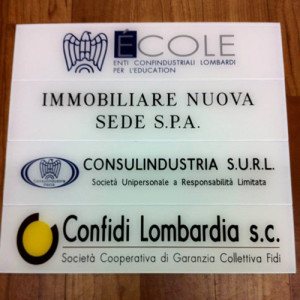 ÉCOLE
ENTI CONFINDUSTRIALI LOMBARDI
PER L'EDUCATION
IMMOBILIARE NUOVA
SEDE S.P.A.
CONSULINDUSTRIA S.U.R.L.
Società Unipersonale a Responsabilità Limitata
Confidi Lombardia s.c.
Società Cooperativa di Garanzia Collettiva Fidi